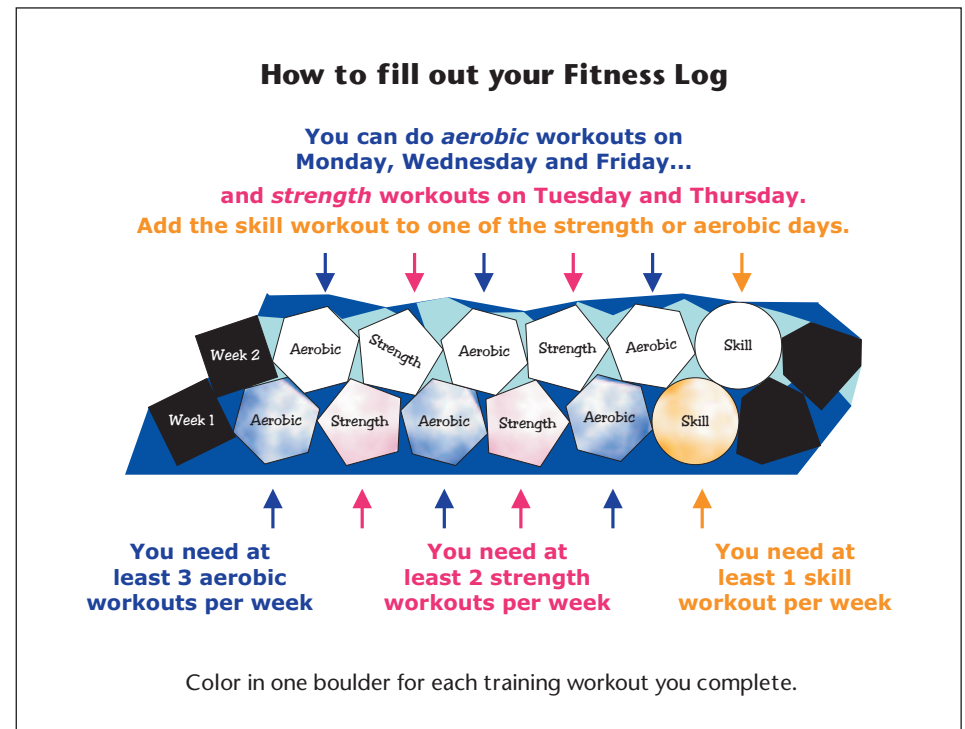 How to fill out your Fitness Log
You can do aerobic workouts on
Monday, Wednesday and Friday...
and strength workouts on Tuesday and Thursday.
Add the skill workout to one of the strength or aerobic days.
Week 2 Aerobic Strength Aerobic Strength Aerobic Skill
Week 1 Aerobic Strength Aerobic Strength Aerobic Skill
You need at
least 3 aerobic
workouts per week
You need at
least 2 strength
workouts per week
You need at
least 1 skill
workout per week
Color in one boulder for each training workout you complete.